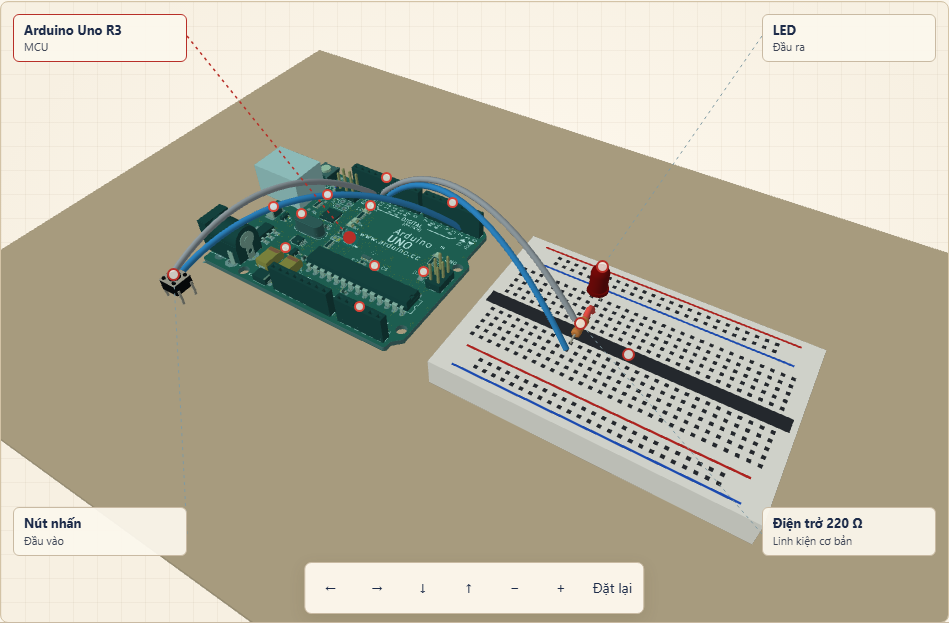 Arduino Uno R3
MCU
LED
Đầu ra
Arduino
UNO
www.arduino.cc
Nút nhấn
Đầu vào
Điện trở 220 Ω
Linh kiện cơ bản
← → ↓ ↑ − + Đặt lại